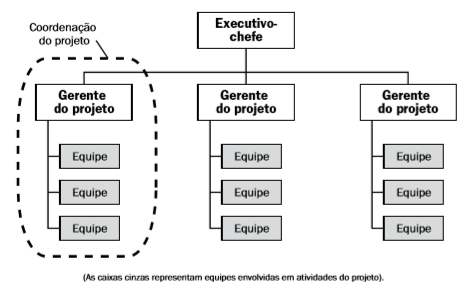 Coordenação
do projeto
Executivo-
chefe
Gerente
do projeto
Equipe
Equipe
Equipe
Gerente
do projeto
Equipe
Equipe
Equipe
Gerente
do projeto
Equipe
Equipe
Equipe
(As caixas cinzas representam equipes envolvidas em atividades do projeto).